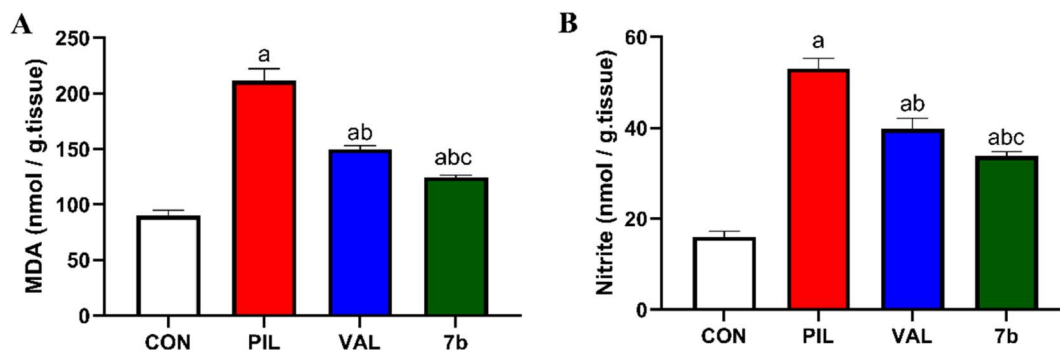 A
MDA (nmol / g.tissue)
250
200
150
100
50
0
a
ab
abc
CON PIL VAL 7b
B
Nitrite (nmol / g.tissue)
60
40
20
0
a
ab
abc
CON PIL VAL 7b